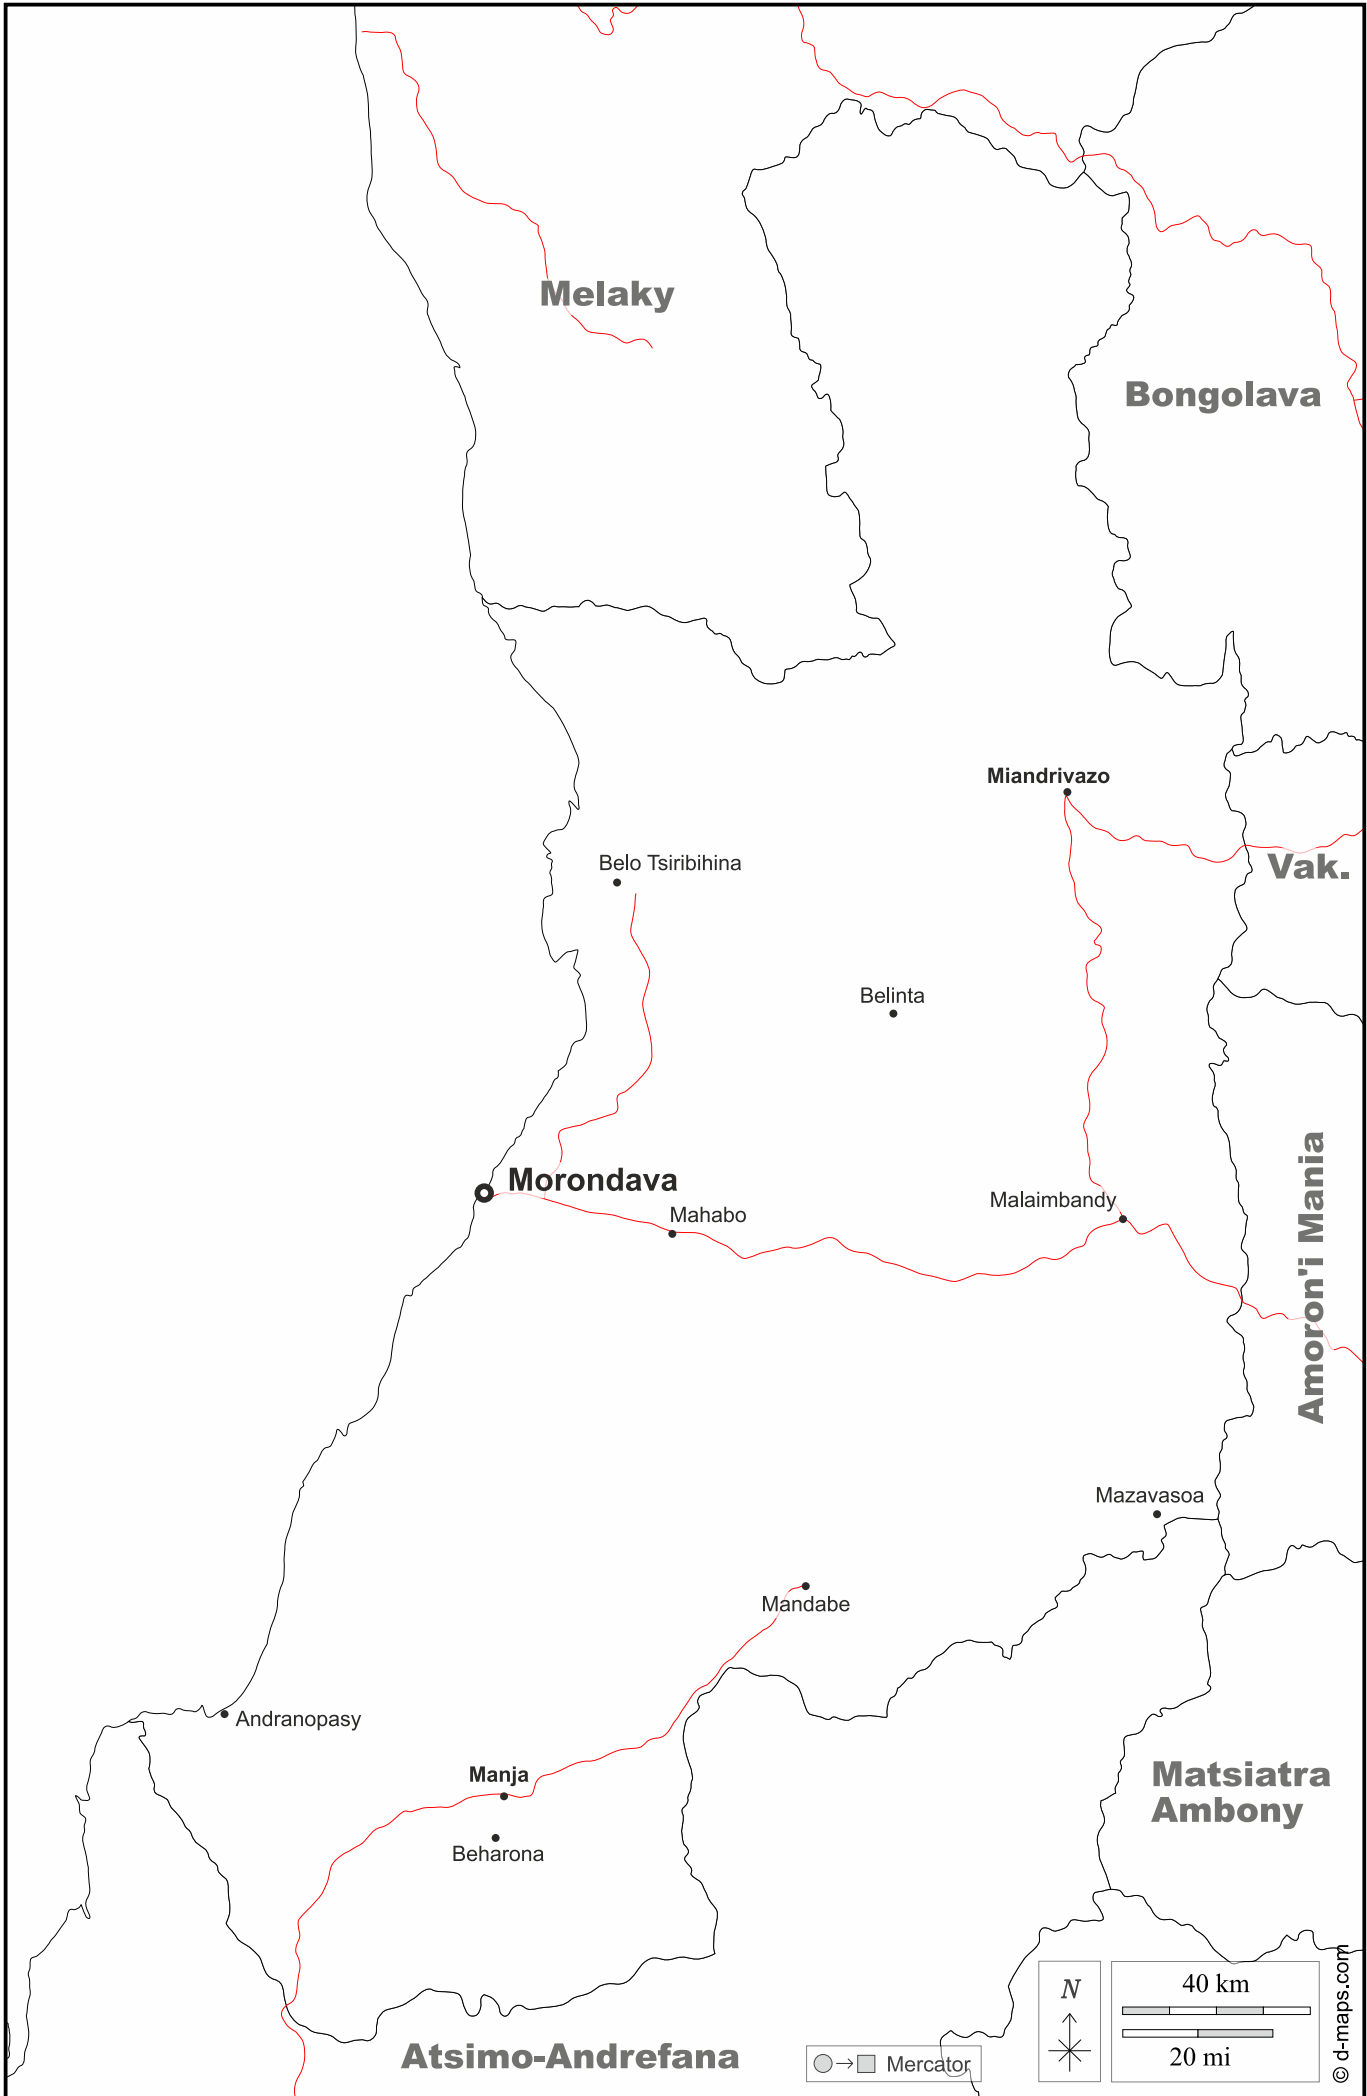 Melaky
Bongolava
Miandrivazo
Belo Tsiribihina
Vak.
Belinta
Morondava
Mahabo
Malaimbandy
Amoron'i Mania
Mazavasoa
Mandabe
Andranopasy
Manja
Beharona
Matsiatra
Ambony
Atsimo-Andrefana
Mercator
N
40 km
20 mi
© d-maps.com